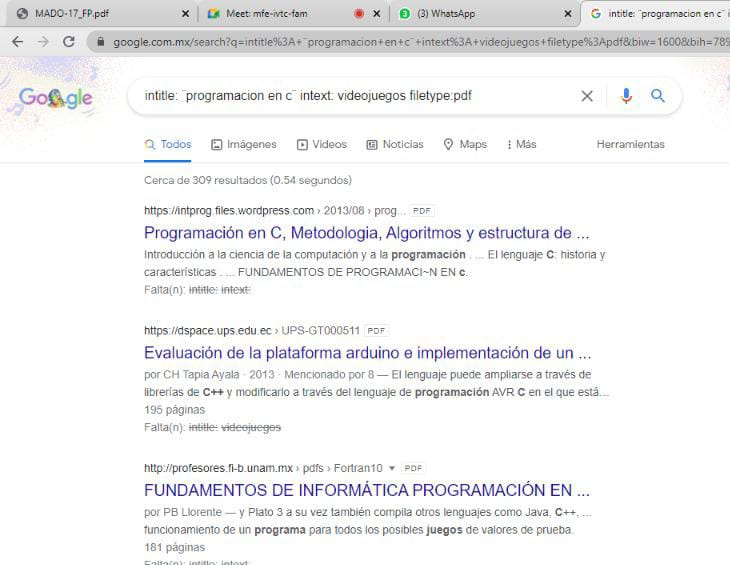 MADO-17_FP.pdf
Meet: mfe-ivtc-fam
(3) WhatsApp
intitle: ¨programacion en c¨ i
google.com.mx/search?q=intitle%3A+¨programacion+en+c¨+intext%3A+videojuegos+filetype%3Apdf&biw=1600&bih=789
Google
intitle: ¨programacion en c¨ intext: videojuegos filetype:pdf
Todos Imágenes Videos Noticias Maps Más Herramientas
Cerca de 309 resultados (0.54 segundos)
https://intprog.files.wordpress.com › 2013/08 › prog... PDF
Programación en C, Metodologia, Algoritmos y estructura de ...
Introducción a la ciencia de la computación y a la programación . ... El lenguaje C: historia y
características . ... FUNDAMENTOS DE PROGRAMACI~N EN c.
Falta(n): intitle: intext:
https://dspace.ups.edu.ec › UPS-GT000511 PDF
Evaluación de la plataforma arduino e implementación de un ...
por CH Tapia Ayala · 2013 · Mencionado por 8 — El lenguaje puede ampliarse a través de
librerías de C++ y modificarlo a través del lenguaje de programación AVR C en el que está...
195 páginas
Falta(n): intitle: videojuegos
http://profesores.fi-b.unam.mx › pdfs › Fortran10 PDF
FUNDAMENTOS DE INFORMÁTICA PROGRAMACIÓN EN ...
por PB Llorente — y Plato 3 a su vez también compila otros lenguajes como Java, C++, ...
funcionamiento de un programa para todos los posibles juegos de valores de prueba.
181 páginas
Falta(n): intitle: intext: